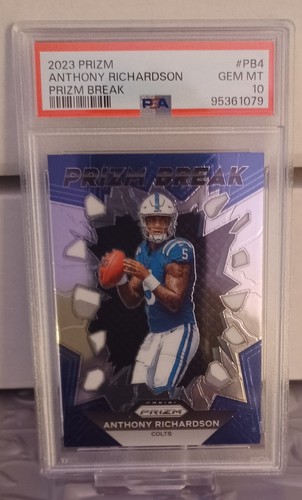 2023 PRIZM #PB4
ANTHONY RICHARDSON GEM MT
PRIZM BREAK 10
PSA 95361079
PRIZM BREAK
5
PANINI
PRIZM
ANTHONY RICHARDSON
COLTS